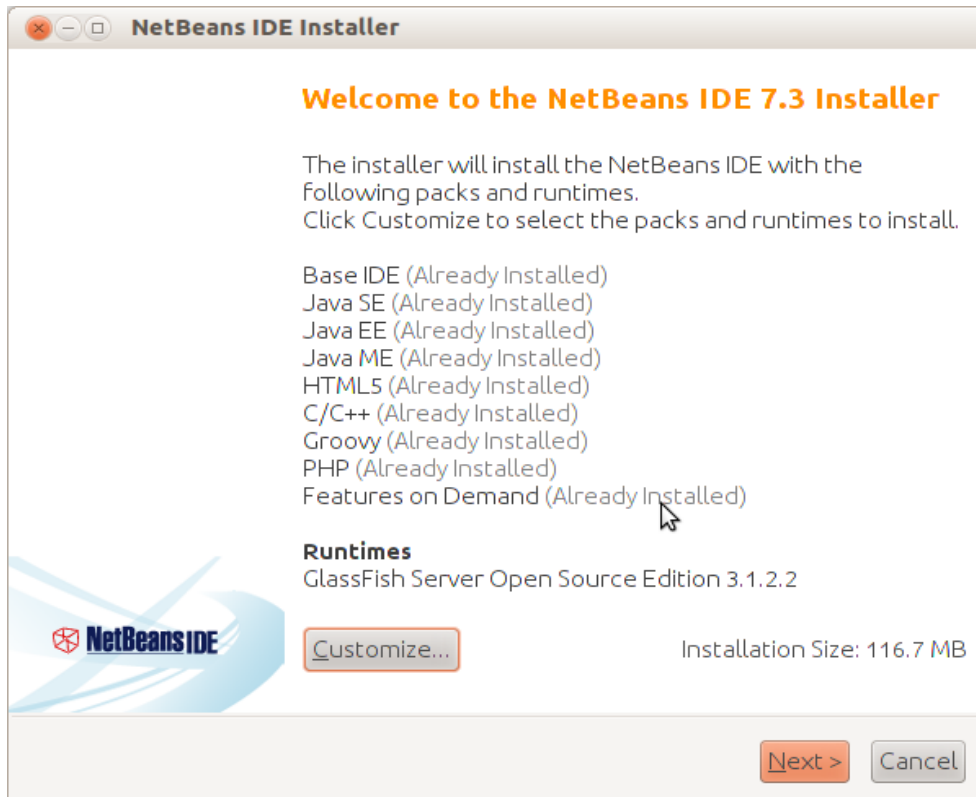 NetBeans IDE Installer
Welcome to the NetBeans IDE 7.3 Installer
The installer will install the NetBeans IDE with the
following packs and runtimes.
Click Customize to select the packs and runtimes to install.
Base IDE (Already Installed)
Java SE (Already Installed)
Java EE (Already Installed)
Java ME (Already Installed)
HTML5 (Already Installed)
C/C++ (Already Installed)
Groovy (Already Installed)
PHP (Already Installed)
Features on Demand (Already Installed)
Runtimes
GlassFish Server Open Source Edition 3.1.2.2
NetBeans IDE
Customize... Installation Size: 116.7 MB
Next > Cancel